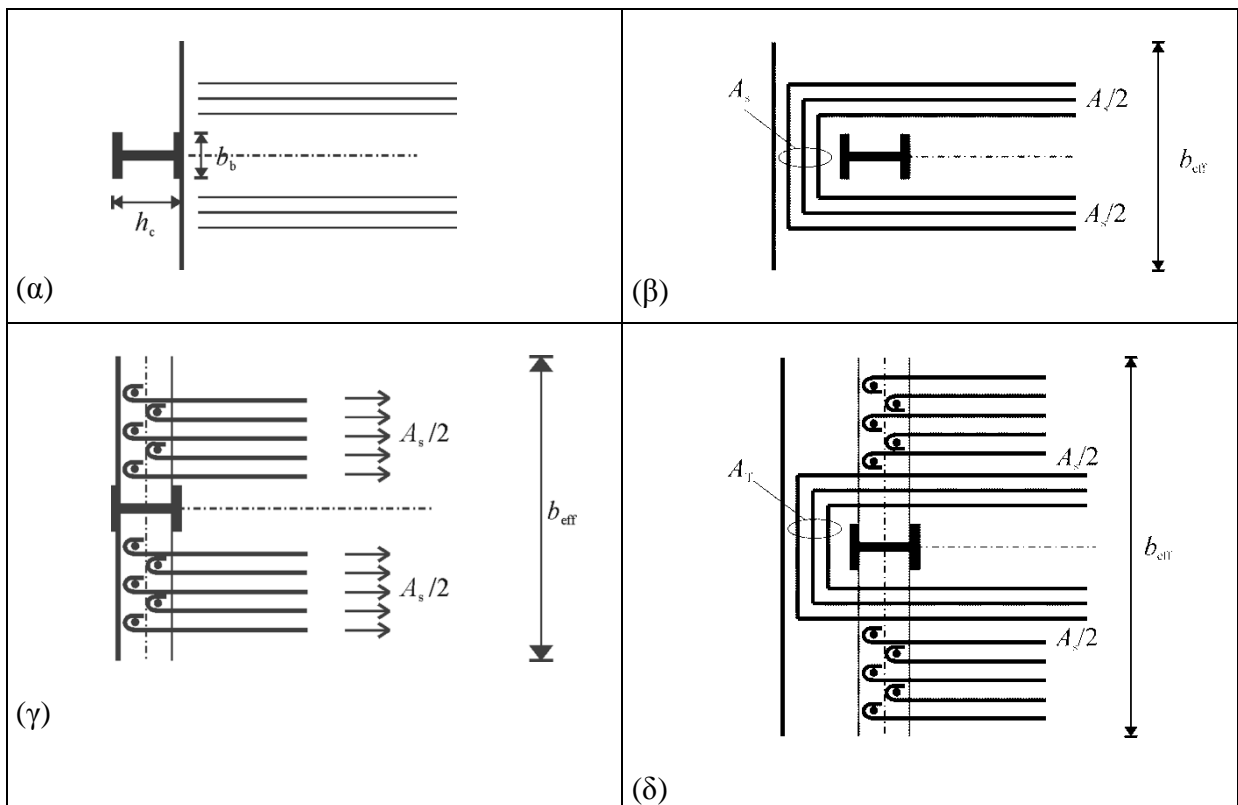 b_b
h_c
(α)
A_s
A_s/2
b_eff
A_s/2
(β)
A_s/2
b_eff
A_s/2
(γ)
A_s/2
A_T
b_eff
A_s/2
(δ)